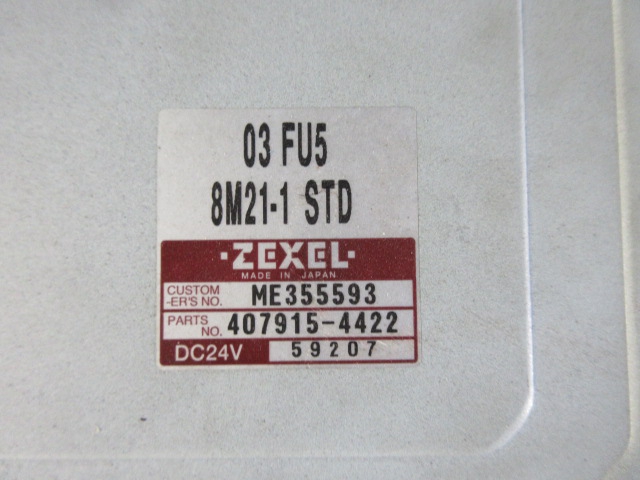 03 FU5
8M21-1 STD
·ZEXEL·
MADE IN JAPAN
CUSTOM
-ER'S NO. ME355593
PARTS
NO. 407915-4422
DC24V 59207